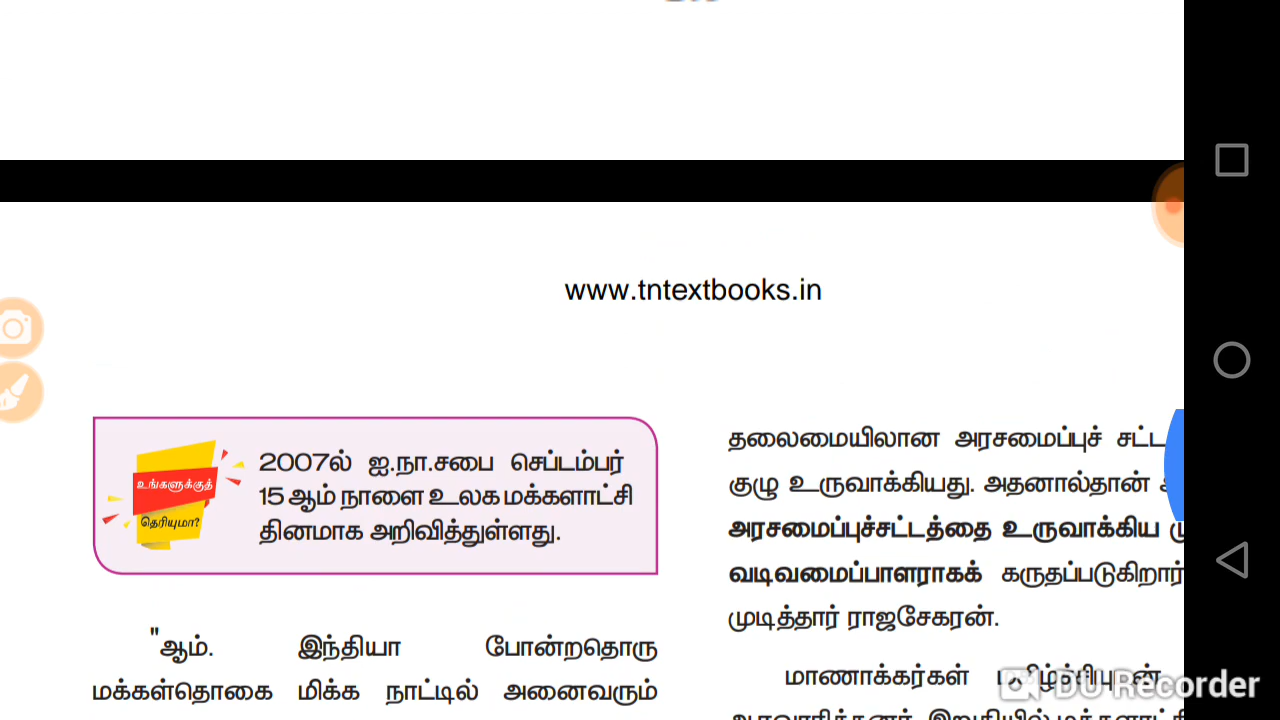 www.tntextbooks.in
உங்களுக்குத்
தெரியுமா?
2007ல் ஐ.நா.சபை செப்டம்பர்
15 ஆம் நாளை உலக மக்களாட்சி
தினமாக அறிவித்துள்ளது.
"ஆம். இந்தியா போன்றதொரு
மக்கள்தொகை மிக்க நாட்டில் அனைவரும்
தலைமையிலான அரசமைப்புச்
குழு உருவாக்கியது. அதனால்தான்
அரசமைப்புச்சட்டத்தை உருவாக்கிய
வடிவமைப்பாளராகக் கருதப்படுகிறார்
முடித்தார் ராஜசேகரன்.
மாணாக்கர்கள் மகிழ்ச்சியுடன்
DU Recorder